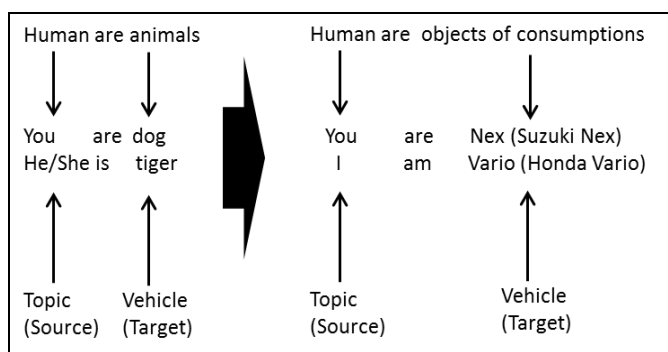 Human are animals
You are dog
He/She is tiger
Topic
(Source)
Vehicle
(Target)
Human are objects of consumptions
You are Nex (Suzuki Nex)
I am Vario (Honda Vario)
Topic
(Source)
Vehicle
(Target)